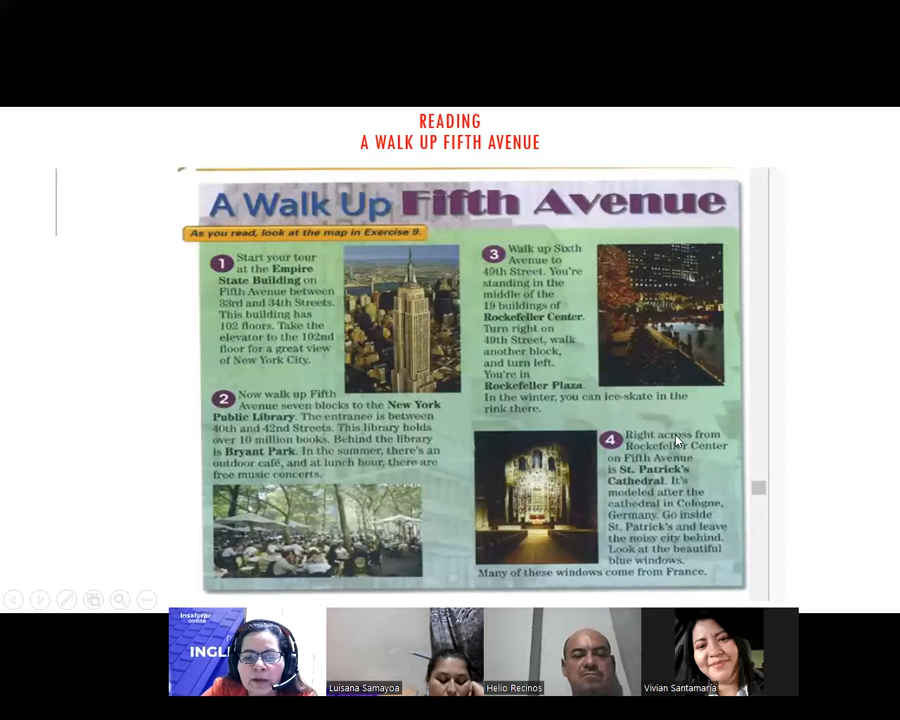 READING
A WALK UP FIFTH AVENUE
A Walk Up Fifth Avenue
As you read, look at the map in Exercise 9.
1 Start your tour
at the Empire
State Building on
Fifth Avenue between
33rd and 34th Streets.
This building has
102 floors. Take the
elevator to the 102nd
floor for a great view
of New York City.
2 Now walk up Fifth
Avenue seven blocks to the New York
Public Library. The entrance is between
40th and 42nd Streets. This library holds
over 10 million books. Behind the library
is Bryant Park. In the summer, there's an
outdoor café, and at lunch hour, there are
free music concerts.
3 Walk up Sixth
Avenue to
49th Street. You're
standing in the
middle of the
19 buildings of
Rockefeller Center.
Turn right on
49th Street, walk
another block,
and turn left.
You're in
Rockefeller Plaza.
In the winter, you can ice-skate in the
rink there.
4 Right across from
Rockefeller Center
on Fifth Avenue
is St. Patrick's
Cathedral. It's
modeled after the
cathedral in Cologne,
Germany. Go inside
St. Patrick's and leave
the noisy city behind.
Look at the beautiful
blue windows.
Many of these windows come from France.
Insaforp
online
INGL
Luisana Samayoa
Helio Recinos
Vivian Santamaria